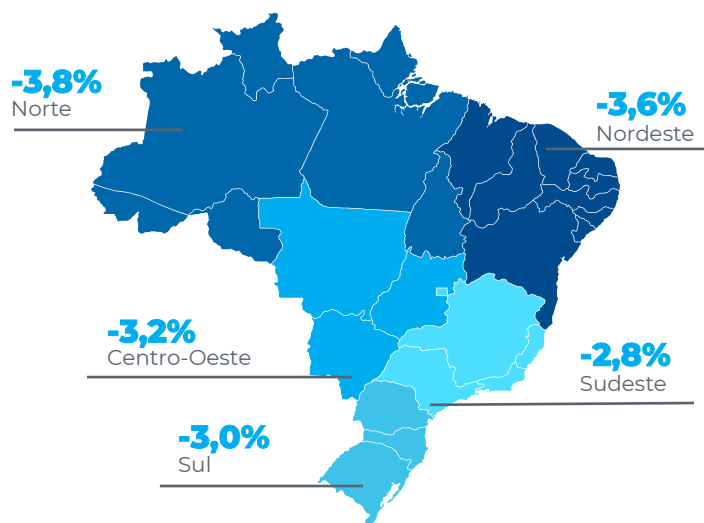 -3,8%
Norte
-3,6%
Nordeste
-3,2%
Centro-Oeste
-2,8%
Sudeste
-3,0%
Sul